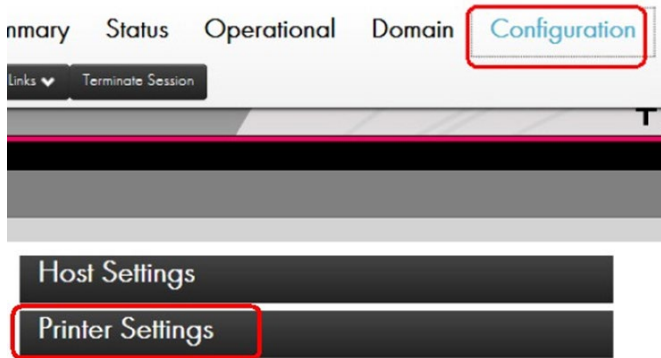 nmary Status Operational Domain Configuration
Links Terminate Session
T
Host Settings
Printer Settings